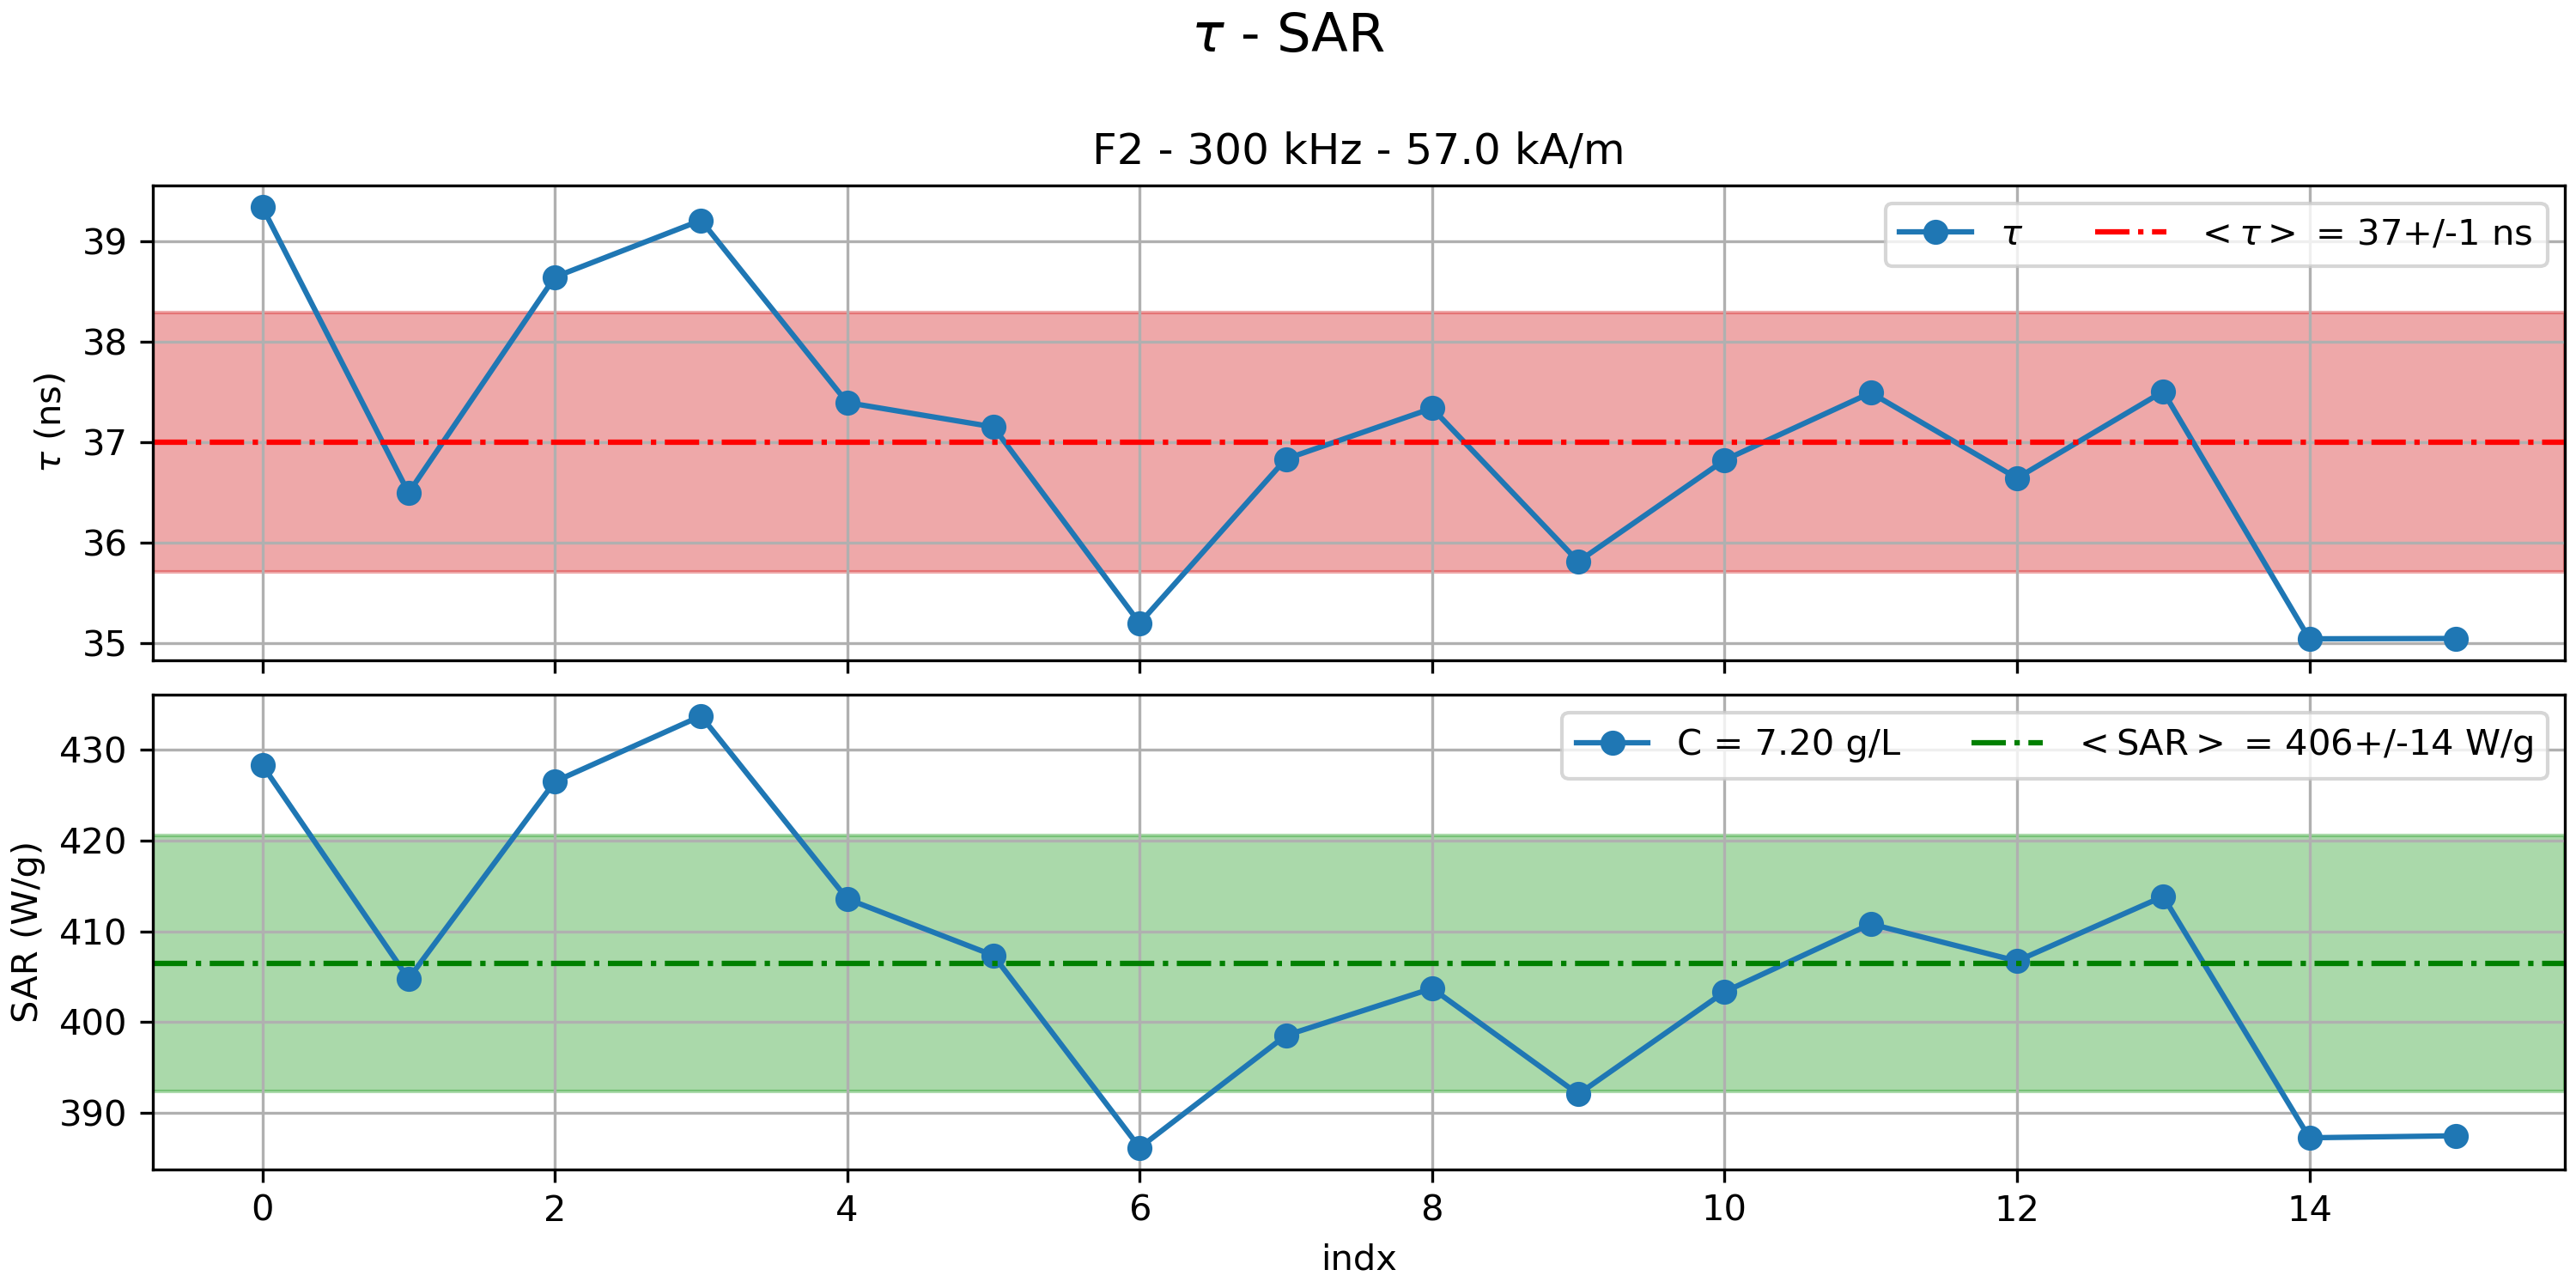 τ - SAR
F2 - 300 kHz - 57.0 kA/m
τ (ns)
39
38
37
36
35
τ
< τ > = 37+/-1 ns
SAR (W/g)
430
420
410
400
390
C = 7.20 g/L
< SAR > = 406+/-14 W/g
0 2 4 6 8 10 12 14
indx